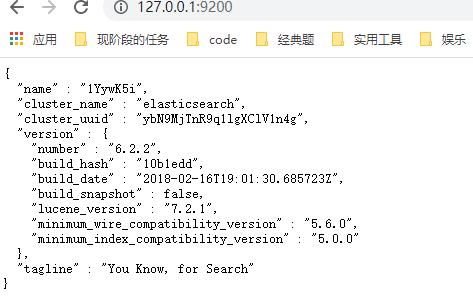 127.0.0.1:9200
应用 现阶段的任务 code 经典题 实用工具 娱乐
{
  "name" : "1YywK5i",
  "cluster_name" : "elasticsearch",
  "cluster_uuid" : "ybN9MjTnR9q1lgXClV1n4g",
  "version" : {
    "number" : "6.2.2",
    "build_hash" : "10b1edd",
    "build_date" : "2018-02-16T19:01:30.685723Z",
    "build_snapshot" : false,
    "lucene_version" : "7.2.1",
    "minimum_wire_compatibility_version" : "5.6.0",
    "minimum_index_compatibility_version" : "5.0.0"
  },
  "tagline" : "You Know, for Search"
}